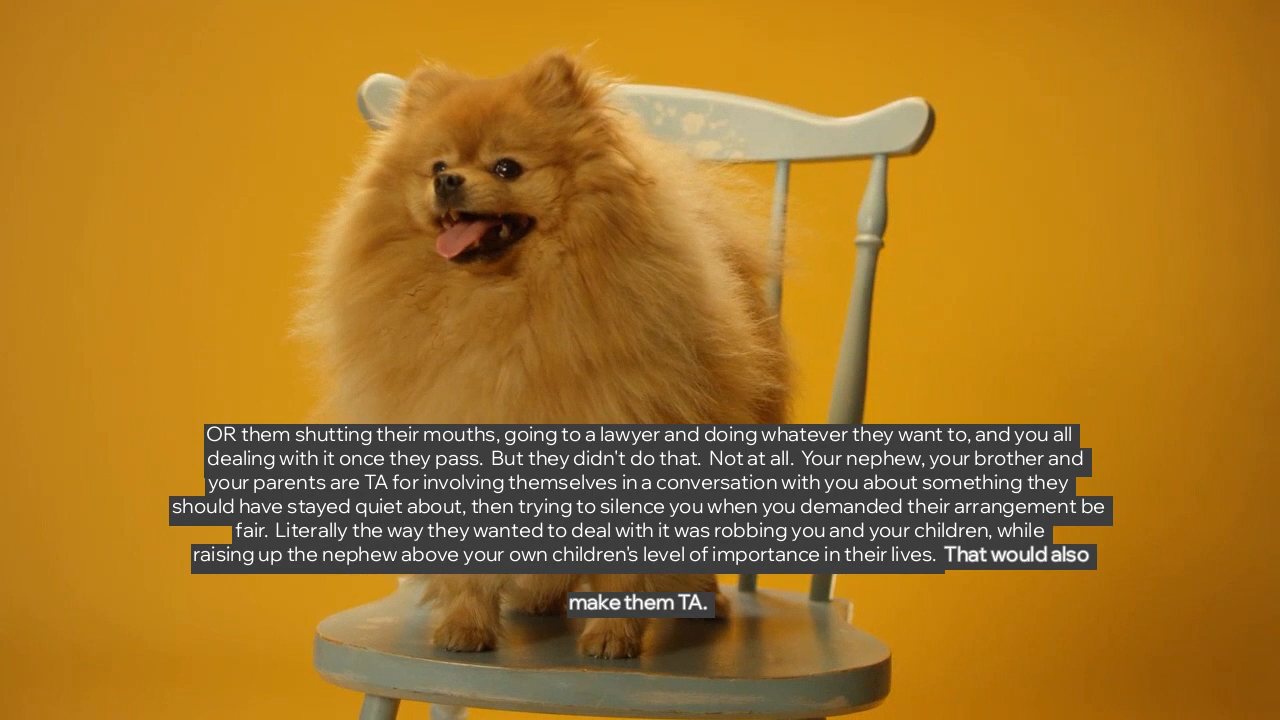 OR them shutting their mouths, going to a lawyer and doing whatever they want to, and you all
dealing with it once they pass. But they didn't do that. Not at all. Your nephew, your brother and
your parents are TA for involving themselves in a conversation with you about something they
should have stayed quiet about, then trying to silence you when you demanded their arrangement be
fair. Literally the way they wanted to deal with it was robbing you and your children, while
raising up the nephew above your own children's level of importance in their lives. That would also
make them TA.